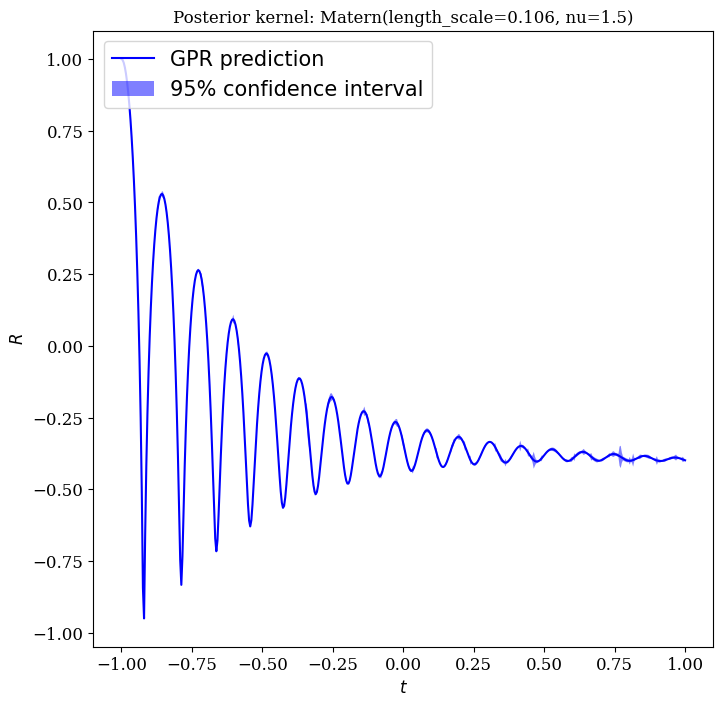 Posterior kernel: Matern(length_scale=0.106, nu=1.5)
GPR prediction
95% confidence interval
1.00
0.75
0.50
0.25
0.00
−0.25
−0.50
−0.75
−1.00
R
−1.00 −0.75 −0.50 −0.25 0.00 0.25 0.50 0.75 1.00
t